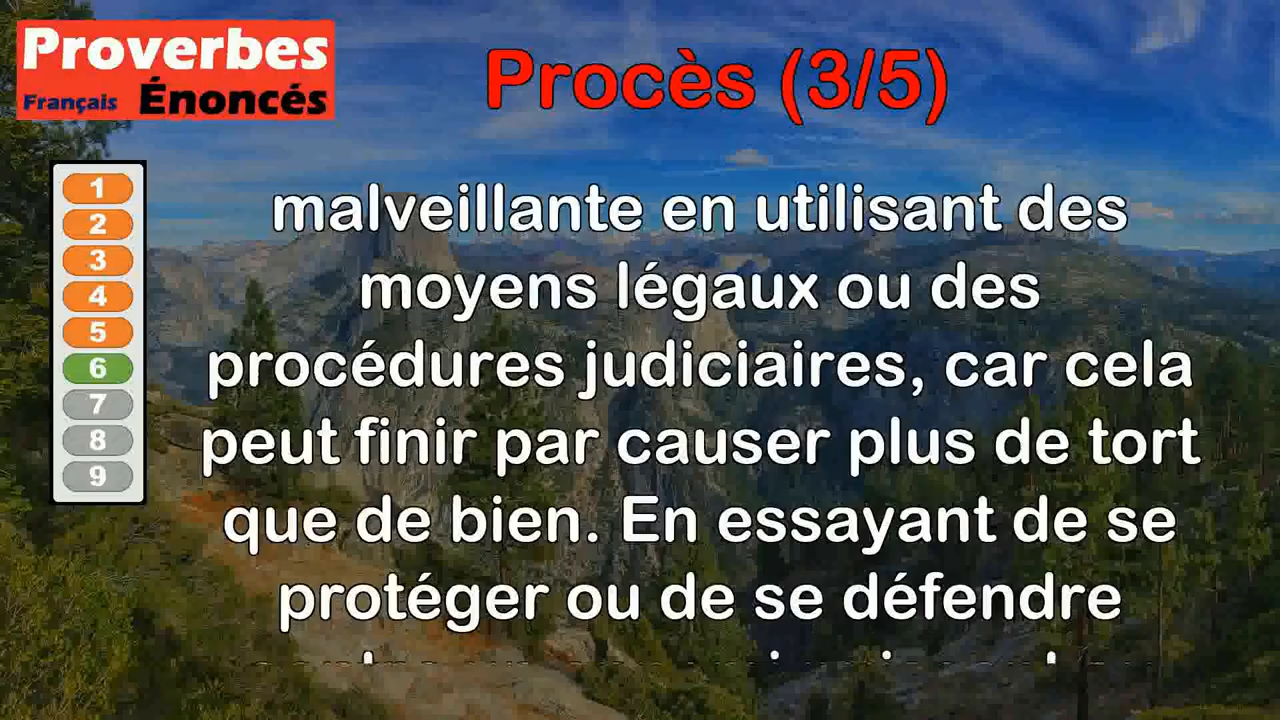 Proverbes
Français Énoncés
Procès (3/5)
1
2
3
4
5
6
7
8
9
malveillante en utilisant des
moyens légaux ou des
procédures judiciaires, car cela
peut finir par causer plus de tort
que de bien. En essayant de se
protéger ou de se défendre